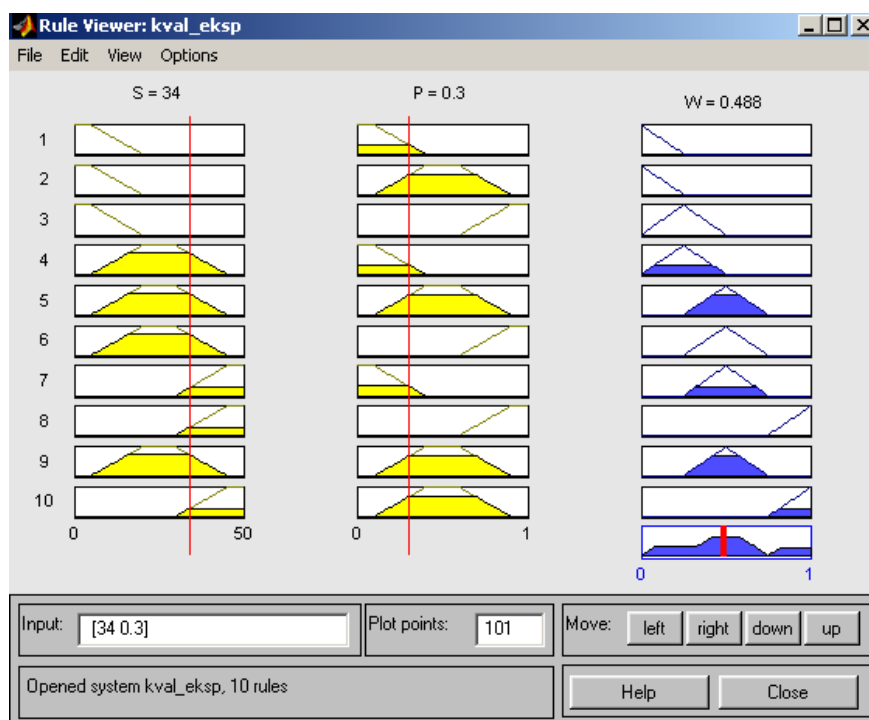 Rule Viewer: kval_eksp
File Edit View Options
S = 34 P = 0.3 W = 0.488
1
2
3
4
5
6
7
8
9
10
0 50 0 1
0 1
Input: [34 0.3] Plot points: 101 Move: left right down up
Opened system kval_eksp, 10 rules Help Close